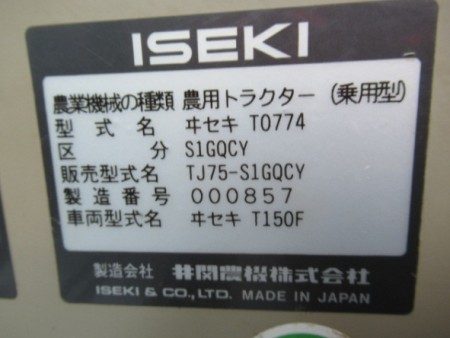 ISEKI
農業機械の種類 農用トラクター (乗用型)
型式名 ヰセキ T0774
区分 S1GQCY
販売型式名 TJ75-S1GQCY
製造番号 000857
車両型式名 ヰセキ T150F
製造会社 井関農機株式会社
ISEKI & CO., LTD. MADE IN JAPAN